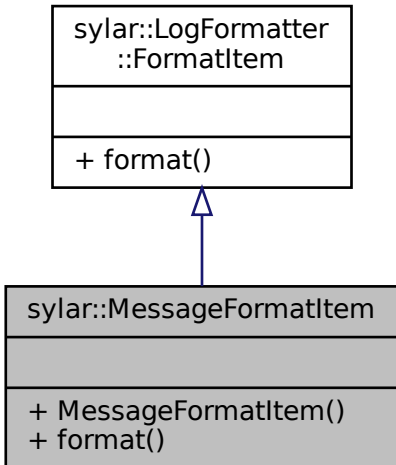 sylar::LogFormatter
::FormatItem
+ format()
sylar::MessageFormatItem
+ MessageFormatItem()
+ format()